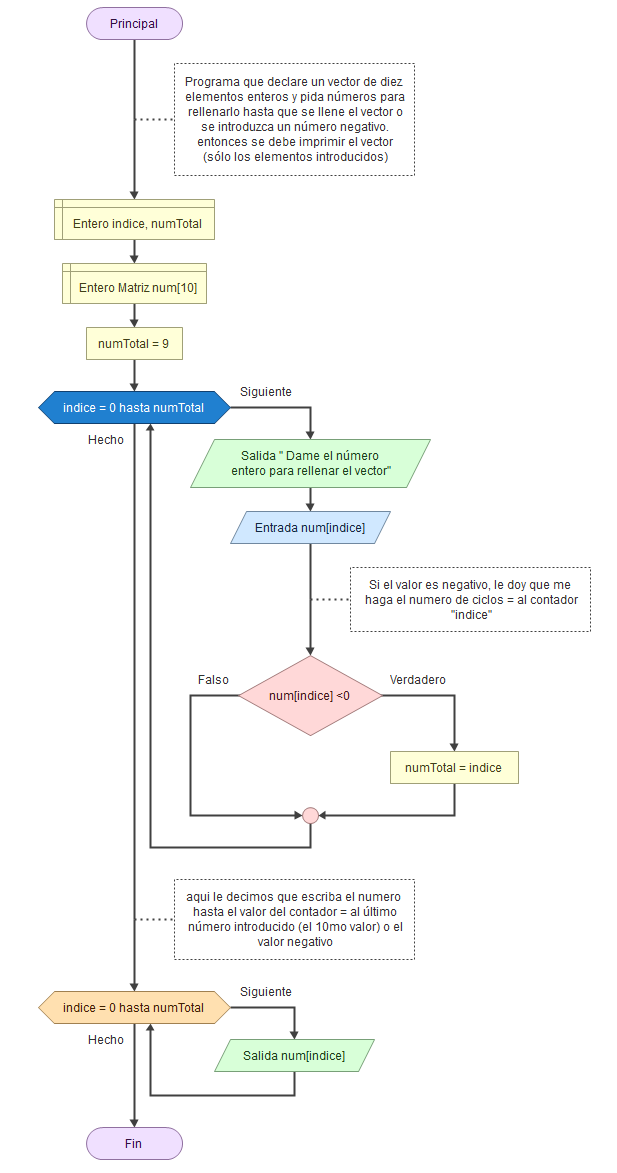 Principal
Programa que declare un vector de diez
elementos enteros y pida números para
rellenarlo hasta que se llene el vector o
se introduzca un número negativo.
entonces se debe imprimir el vector
(sólo los elementos introducidos)
Entero indice, numTotal
Entero Matriz num[10]
numTotal = 9
indice = 0 hasta numTotal
Siguiente
Hecho
Salida " Dame el número
entero para rellenar el vector"
Entrada num[indice]
Si el valor es negativo, le doy que me
haga el numero de ciclos = al contador
"indice"
Falso
Verdadero
num[indice] <0
numTotal = indice
aqui le decimos que escriba el numero
hasta el valor del contador = al último
número introducido (el 10mo valor) o el
valor negativo
indice = 0 hasta numTotal
Siguiente
Hecho
Salida num[indice]
Fin